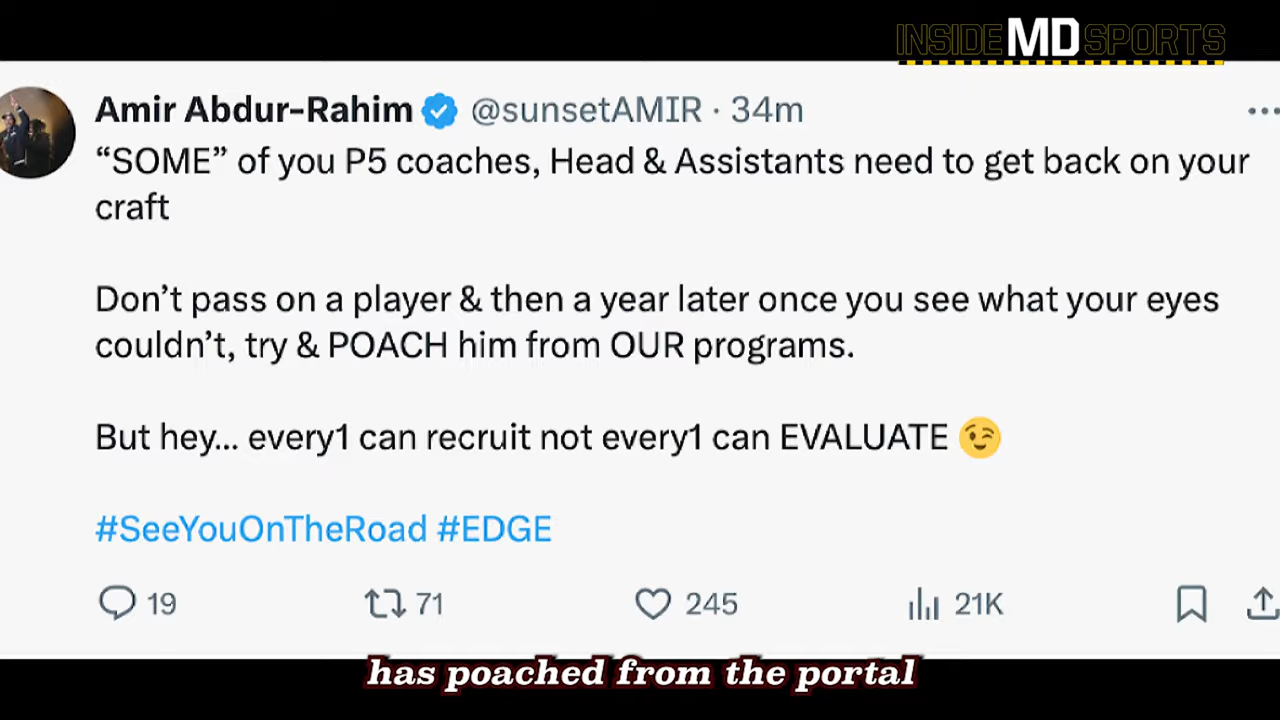 INSIDE MD SPORTS
Amir Abdur-Rahim @sunsetAMIR · 34m
“SOME” of you P5 coaches, Head & Assistants need to get back on your
craft
Don’t pass on a player & then a year later once you see what your eyes
couldn’t, try & POACH him from OUR programs.
But hey... every1 can recruit not every1 can EVALUATE 😉
#SeeYouOnTheRoad #EDGE
19 71 245 21K
has poached from the portal